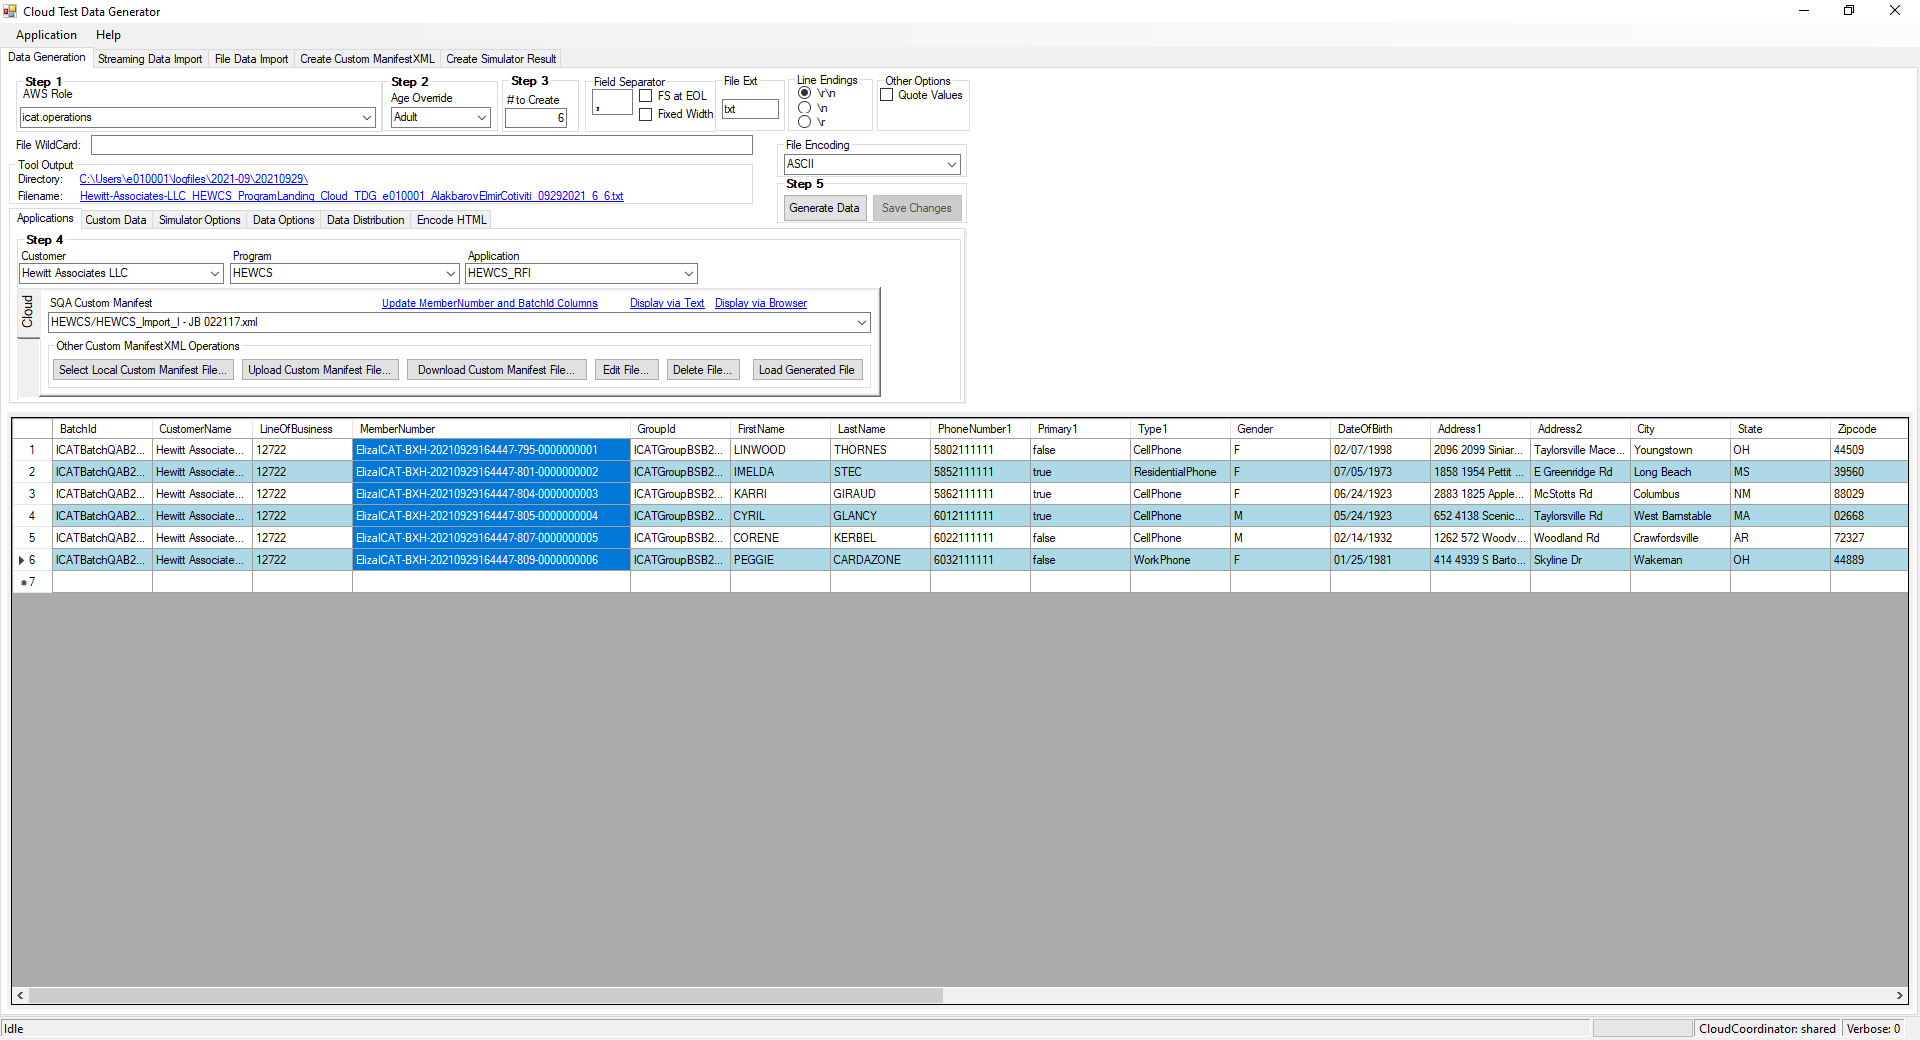 Cloud Test Data Generator
Application Help
Data Generation Streaming Data Import File Data Import Create Custom ManifestXML Create Simulator Result
Step 1 Step 2 Step 3 Field Separator File Ext Line Endings Other Options
AWS Role Age Override # to Create , FS at EOL \r\n Quote Values
icat.operations Adult 6 Fixed Width txt \n
\r
File WildCard: File Encoding
ASCII
Tool Output
Directory: C:\Users\e010001\logfiles\2021-09\20210929\
Filename: Hewitt-Associates-LLC_HEWCS_ProgramLanding_Cloud_TDG_e010001_AlakbarovElmirCotiviti_09292021_6_6.txt
Step 5
Generate Data Save Changes
Applications Custom Data Simulator Options Data Options Data Distribution Encode HTML
Step 4
Customer Program Application
Hewitt Associates LLC HEWCS HEWCS_RFI
Cloud
SQA Custom Manifest Update MemberNumber and BatchId Columns Display via Text Display via Browser
HEWCS/HEWCS_Import_I - JB 022117.xml
Other Custom ManifestXML Operations
Select Local Custom Manifest File... Upload Custom Manifest File... Download Custom Manifest File... Edit File... Delete File... Load Generated File
BatchId CustomerName LineOfBusiness MemberNumber GroupId FirstName LastName PhoneNumber1 Primary1 Type1 Gender DateOfBirth Address1 Address2 City State Zipcode
1 ICATBatchQAB2... Hewitt Associate... 12722 ElizaICAT-BXH-20210929164447-795-0000000001 ICATGroupBSB2... LINWOOD THORNES 5802111111 false CellPhone F 02/07/1998 2096 2099 Siniar... Taylorsville Mace... Youngstown OH 44509
2 ICATBatchQAB2... Hewitt Associate... 12722 ElizaICAT-BXH-20210929164447-801-0000000002 ICATGroupBSB2... IMELDA STEC 5852111111 true ResidentialPhone F 07/05/1973 1858 1954 Pettit ... E Greenridge Rd Long Beach MS 39560
3 ICATBatchQAB2... Hewitt Associate... 12722 ElizaICAT-BXH-20210929164447-804-0000000003 ICATGroupBSB2... KARRI GIRAUD 5862111111 true CellPhone F 06/24/1923 2883 1825 Apple... McStotts Rd Columbus NM 88029
4 ICATBatchQAB2... Hewitt Associate... 12722 ElizaICAT-BXH-20210929164447-805-0000000004 ICATGroupBSB2... CYRIL GLANCY 6012111111 true CellPhone M 05/24/1923 652 4138 Scenic... Taylorsville Rd West Barnstable MA 02668
5 ICATBatchQAB2... Hewitt Associate... 12722 ElizaICAT-BXH-20210929164447-807-0000000005 ICATGroupBSB2... CORENE KERBEL 6022111111 false CellPhone M 02/14/1932 1262 572 Woodv... Woodland Rd Crawfordsville AR 72327
6 ICATBatchQAB2... Hewitt Associate... 12722 ElizaICAT-BXH-20210929164447-809-0000000006 ICATGroupBSB2... PEGGIE CARDAZONE 6032111111 false WorkPhone F 01/25/1981 414 4939 S Barto... Skyline Dr Wakeman OH 44889
7
Idle CloudCoordinator: shared Verbose: 0